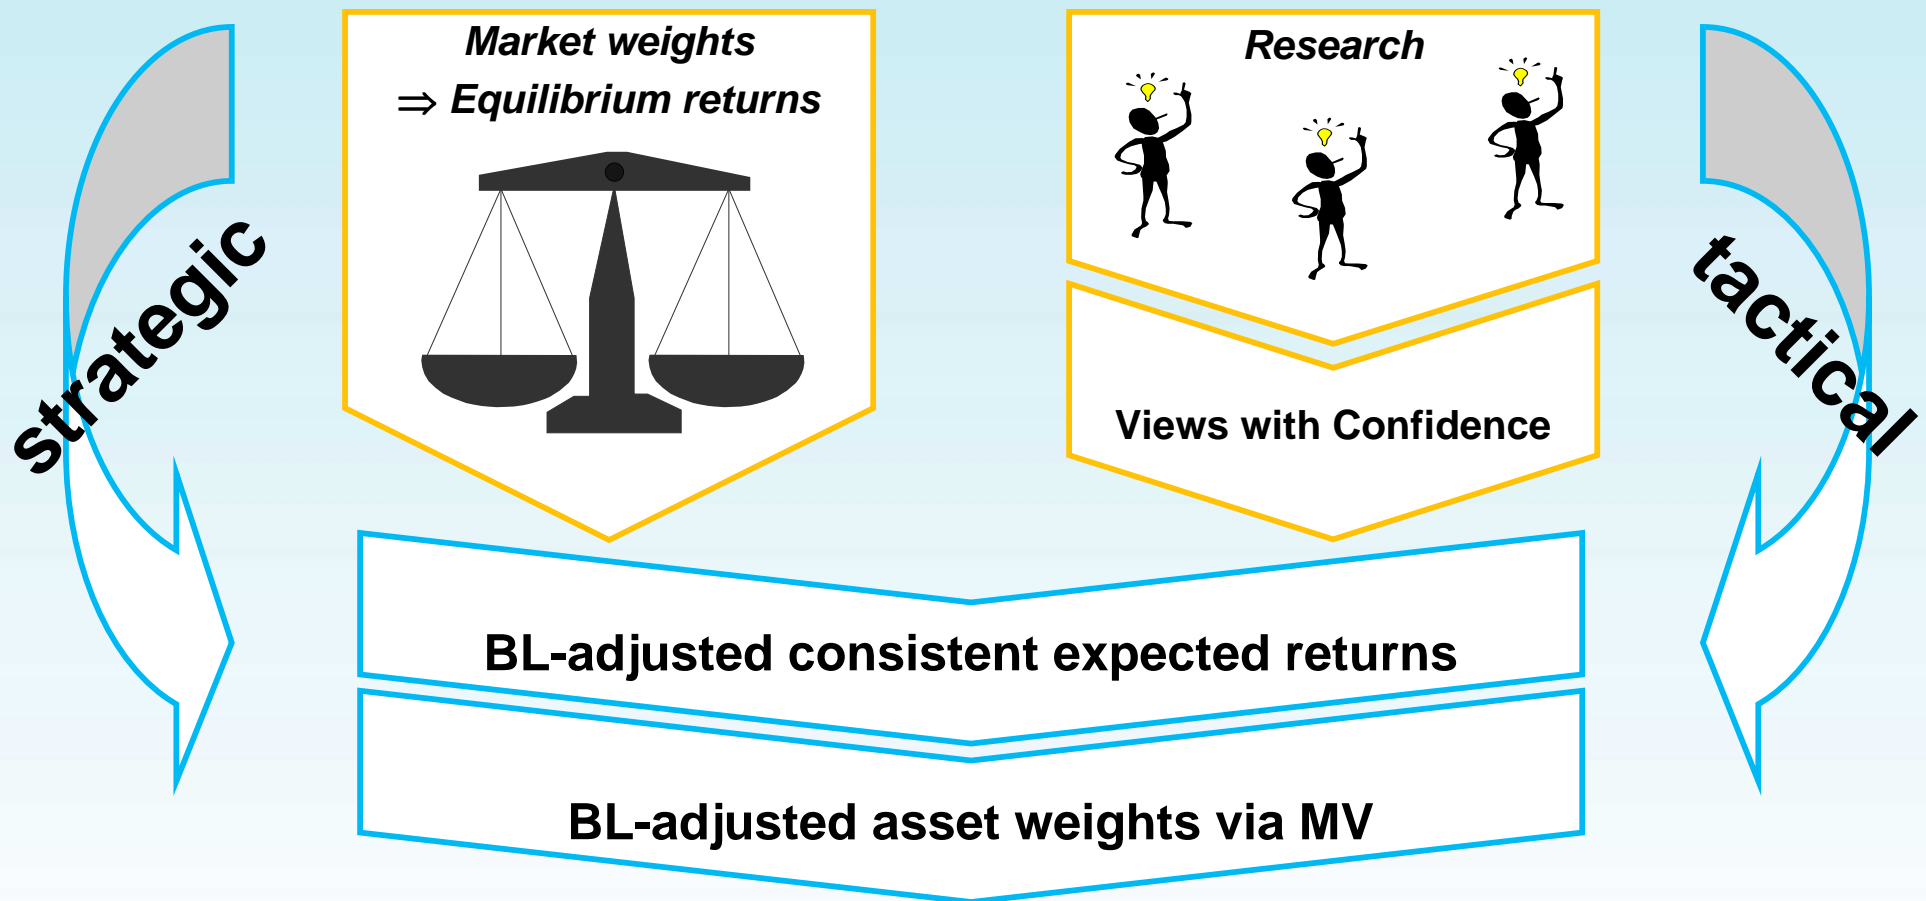 strategic
Market weights
⇒ Equilibrium returns
Research
tactical
Views with Confidence
BL-adjusted consistent expected returns
BL-adjusted asset weights via MV